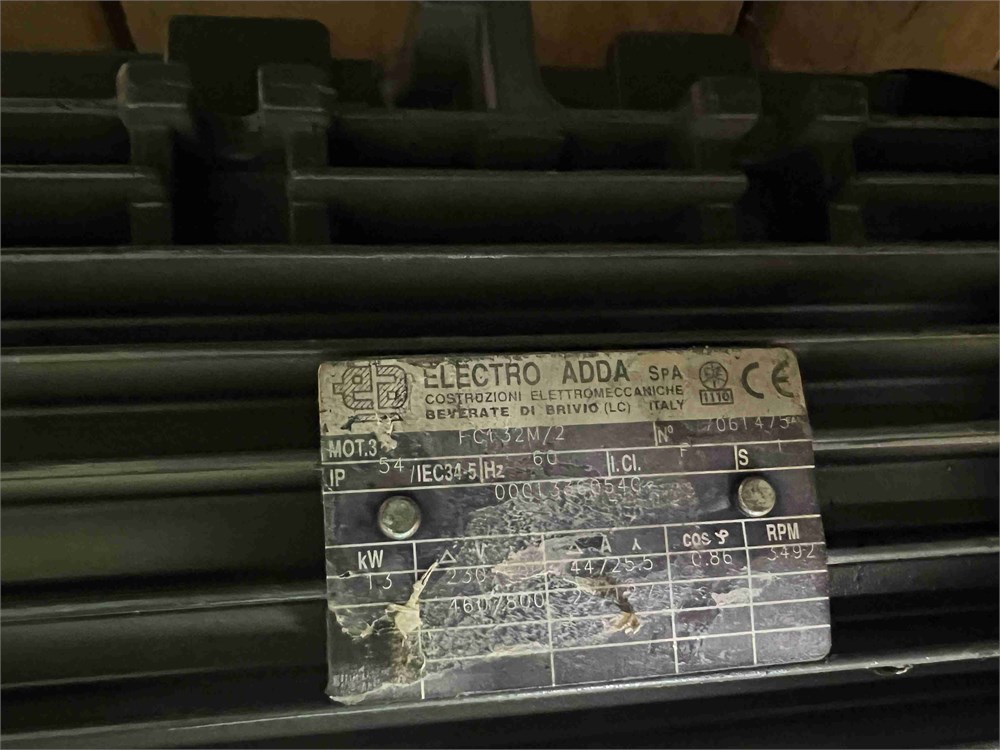 ELECTRO ADDA SpA
COSTRUZIONI ELETTROMECCANICHE
BEVERATE DI BRIVIO (LC) ITALY
1110
CE
MOT.3~ FC132M/2 N°
IP 54 /IEC34-5 Hz 60 I.Cl. F S 1
kW △ V △ A λ cos φ RPM
13 230 44/25.5 0.86 3492
460/800